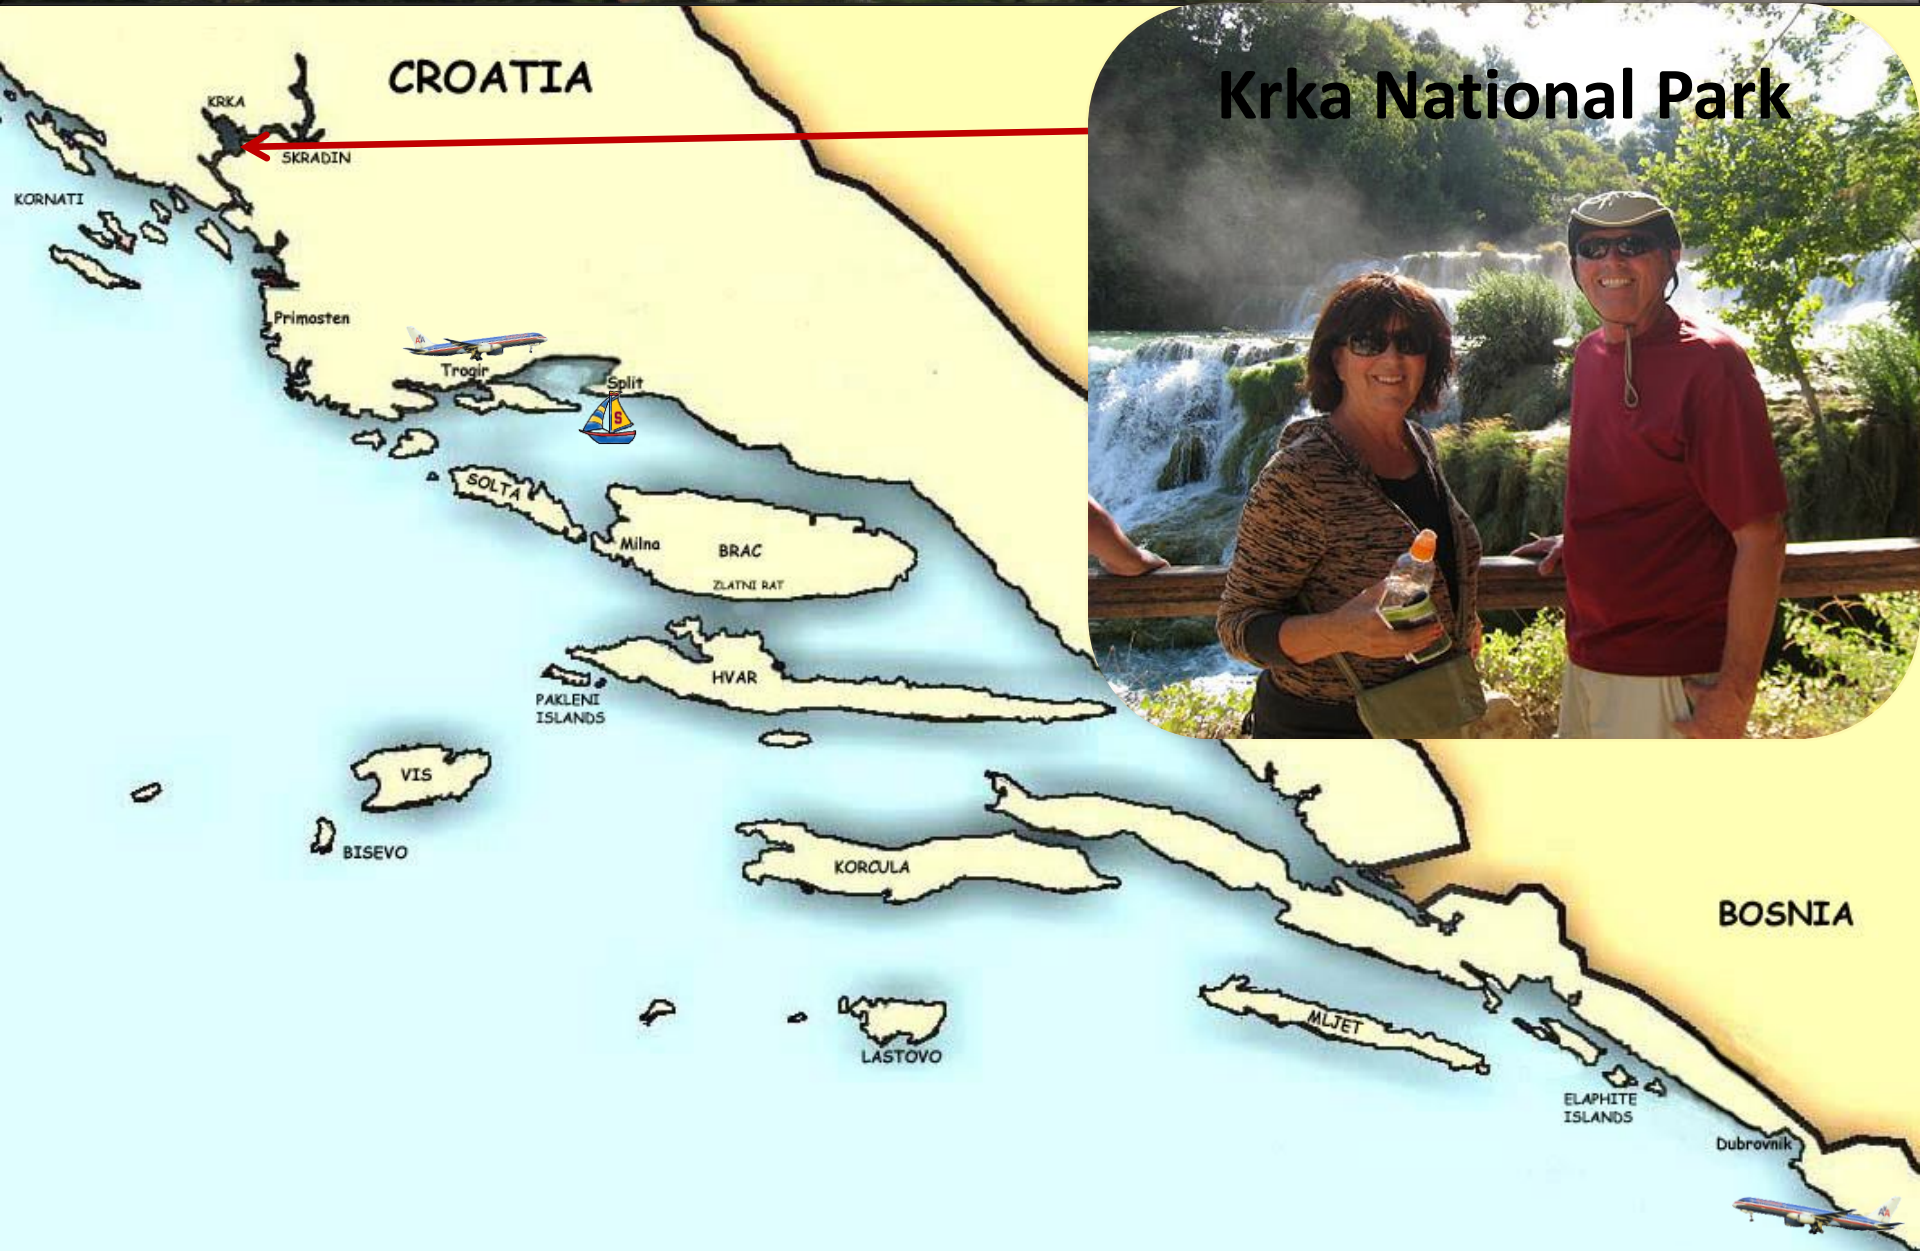 CROATIA
Krka National Park
KRKA
SKRADIN
KORNATI
Primosten
Trogir
Split
S
SOLTA
Milna
BRAC
ZLATNI RAT
HVAR
PAKLENI
ISLANDS
VIS
BISEVO
KORCULA
BOSNIA
MLJET
LASTOVO
ELAPHITE
ISLANDS
Dubrovnik
AA